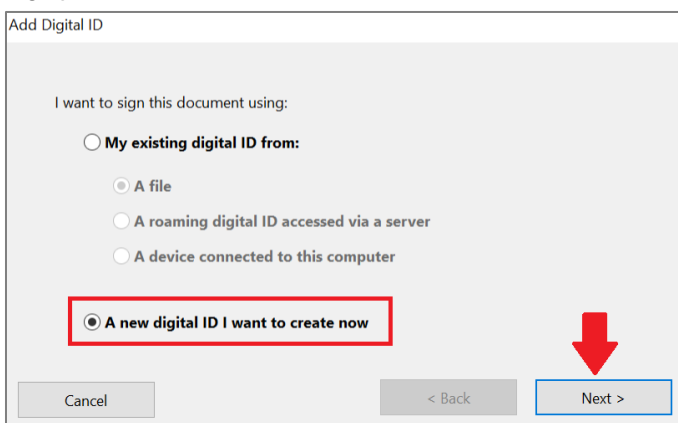 Add Digital ID
I want to sign this document using:
My existing digital ID from:
A file
A roaming digital ID accessed via a server
A device connected to this computer
A new digital ID I want to create now
Cancel
< Back
Next >